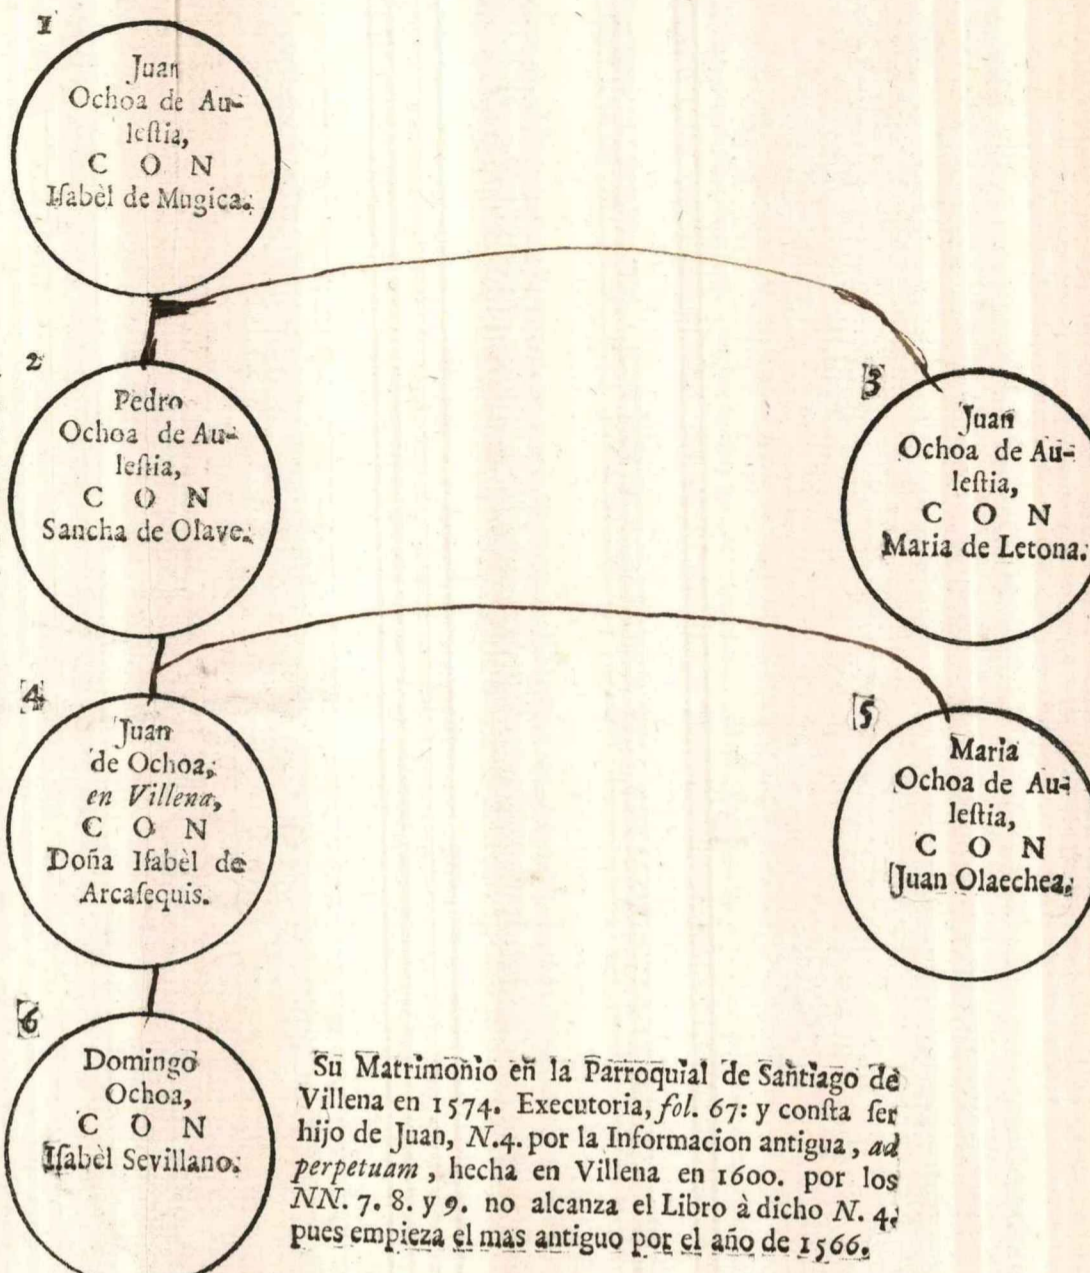 1
Juan
Ochoa de Au-
leſtia,
C O N
Iſabèl de Mugica.
2
Pedro
Ochoa de Au-
leſtia,
C O N
Sancha de Olave.
3
Juan
Ochoa de Au-
leſtia,
C O N
Maria de Letona.
4
Juan
de Ochoa,
en Villena,
C O N
Doña Iſabèl de
Arcaſequis.
5
Maria
Ochoa de Au-
leſtia,
C O N
Juan Olaechea.
6
Domingo
Ochoa,
C O N
Iſabèl Sevillano.
Su Matrimonio en la Parroquial de Santiago de
Villena en 1574. Executoria, fol. 67: y conſta ſer
hijo de Juan, N.4. por la Informacion antigua, ad
perpetuam, hecha en Villena en 1600. por los
NN. 7. 8. y 9. no alcanza el Libro à dicho N. 4,
pues empieza el mas antiguo por el año de 1566.